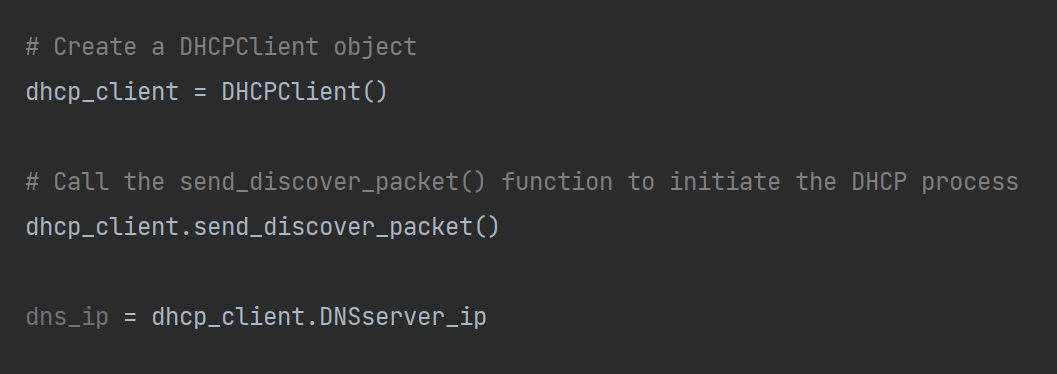 # Create a DHCPClient object
dhcp_client = DHCPClient()
# Call the send_discover_packet() function to initiate the DHCP process
dhcp_client.send_discover_packet()
dns_ip = dhcp_client.DNSserver_ip